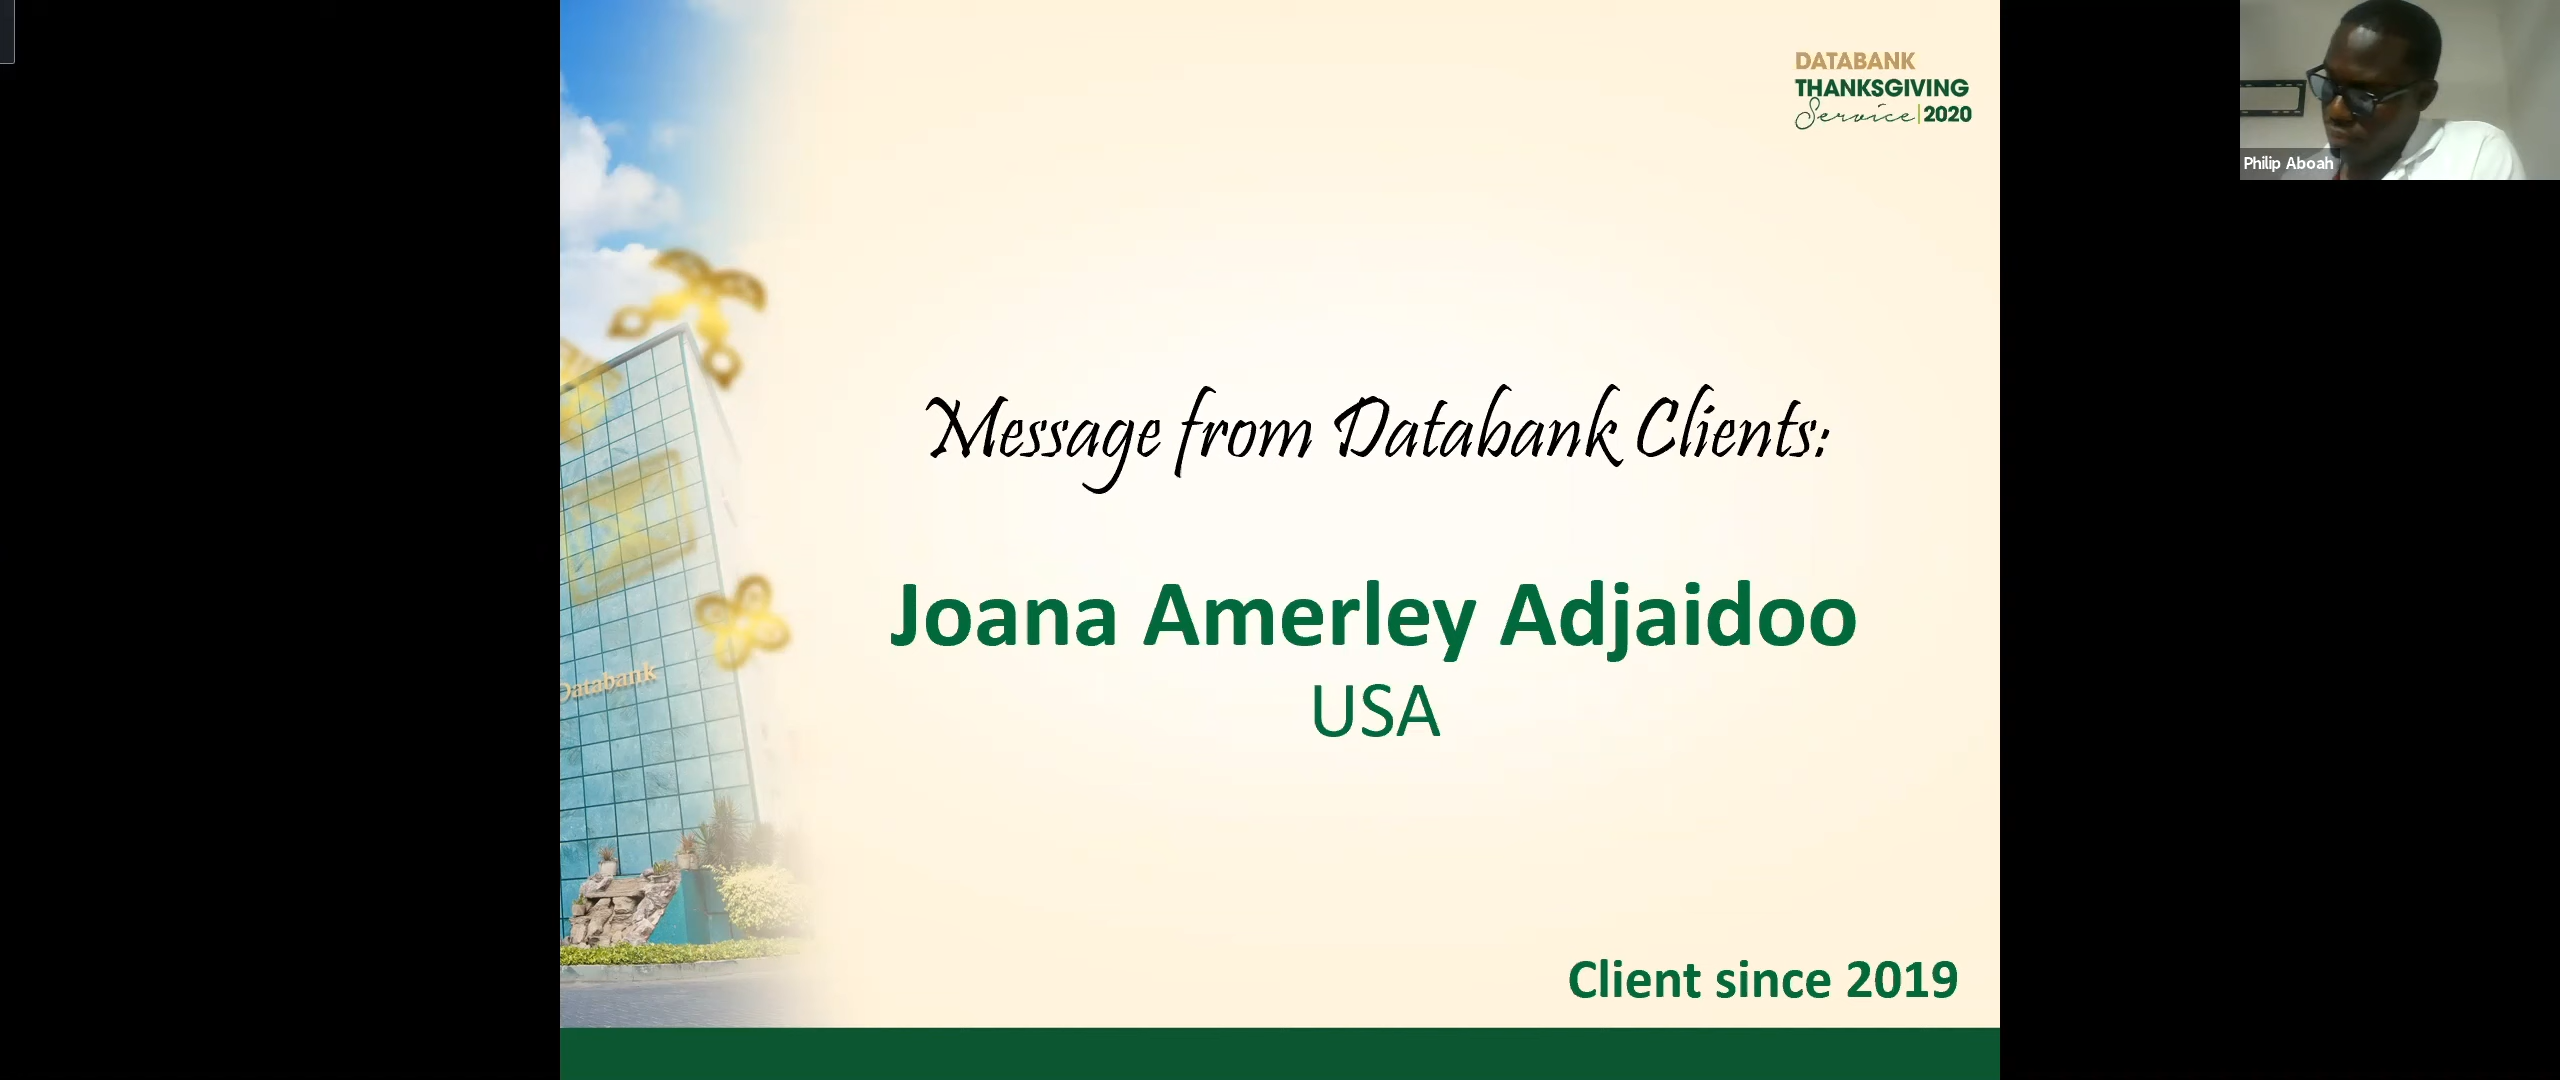 DATABANK
THANKSGIVING
Service | 2020
Philip Aboah
Message from Databank Clients:
Joana Amerley Adjaidoo
USA
Databank
Client since 2019